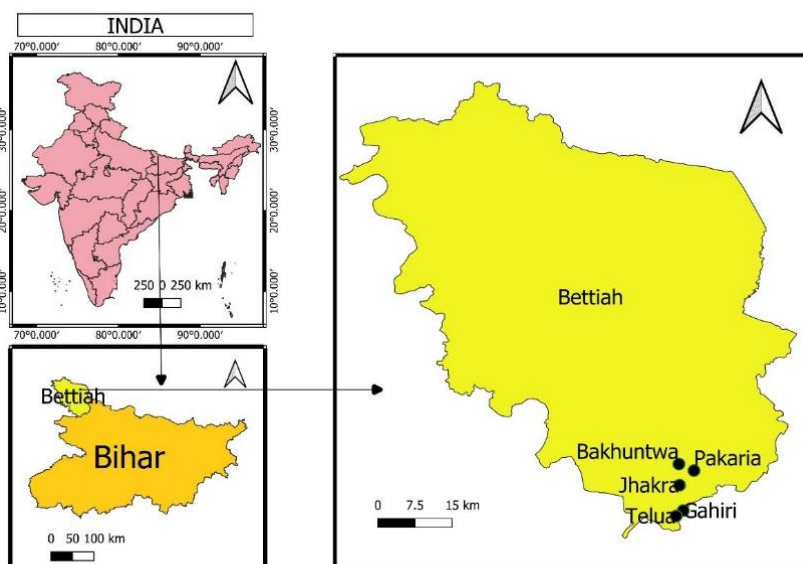 INDIA
70°0.000' 80°0.000' 90°0.000'
30°0.000'
20°0.000'
10°0.000'
30°0.000'
20°0.000'
10°0.000'
250 0 250 km
70°0.000' 80°0.000' 90°0.000'
Bettiah
Bihar
0 50 100 km
Bettiah
Bakhuntwa
Pakaria
Jhakra
Gahiri
Telua
0 7.5 15 km